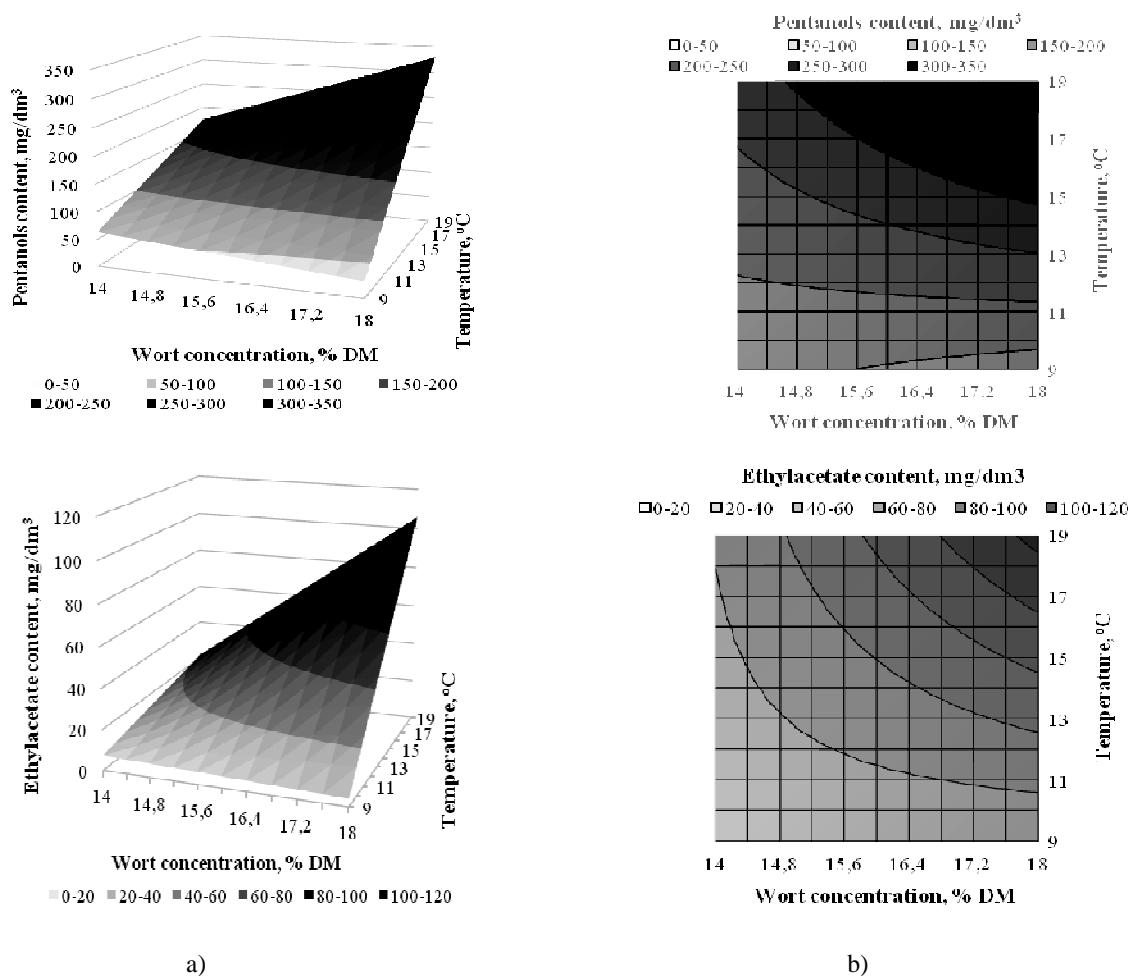 Pentanols content, mg/dm³
350
300
250
200
150
100
50
0
14
14,8
15,6
16,4
17,2
18
9
11
13
15
17
19
Temperature, °C
Wort concentration, % DM
0-50 50-100 100-150 150-200
200-250 250-300 300-350
Pentanols content, mg/dm³
0-50 50-100 100-150 150-200
200-250 250-300 300-350
19
17
15
13
11
9
Temperature, °C
14 14,8 15,6 16,4 17,2 18
Wort concentration, % DM
Ethylacetate content, mg/dm³
120
100
80
60
40
20
0
14
14,8
15,6
16,4
17,2
18
9
11
13
15
17
19
Temperature, °C
Wort concentration, % DM
0-20 20-40 40-60 60-80 80-100 100-120
Ethylacetate content, mg/dm3
0-20 20-40 40-60 60-80 80-100 100-120
19
17
15
13
11
9
Temperature, °C
14 14,8 15,6 16,4 17,2 18
Wort concentration, % DM
a) b)